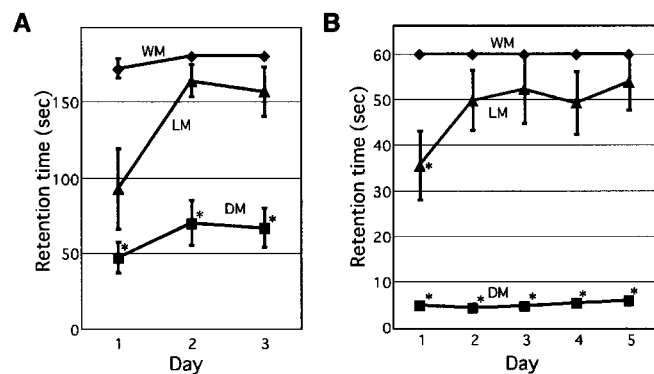 A
Retention time (sec)
150
100
50
0
WM
LM
DM
*
*
*
1 2 3
Day
B
Retention time (sec)
60
50
40
30
20
10
0
WM
LM
*
DM
* * * * *
1 2 3 4 5
Day